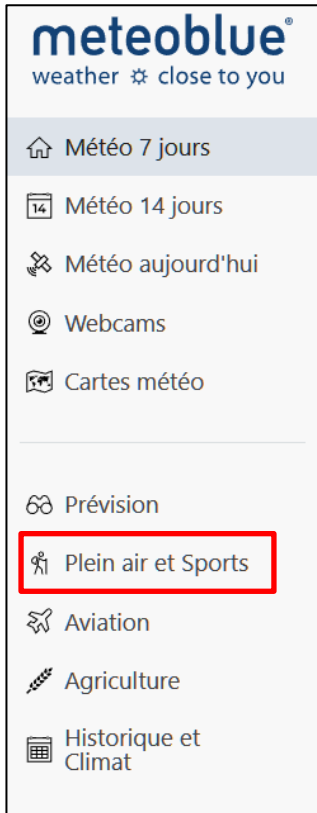 meteoblue®
weather ☼ close to you
Météo 7 jours
14 Météo 14 jours
Météo aujourd'hui
Webcams
Cartes météo
Prévision
Plein air et Sports
Aviation
Agriculture
Historique et
Climat